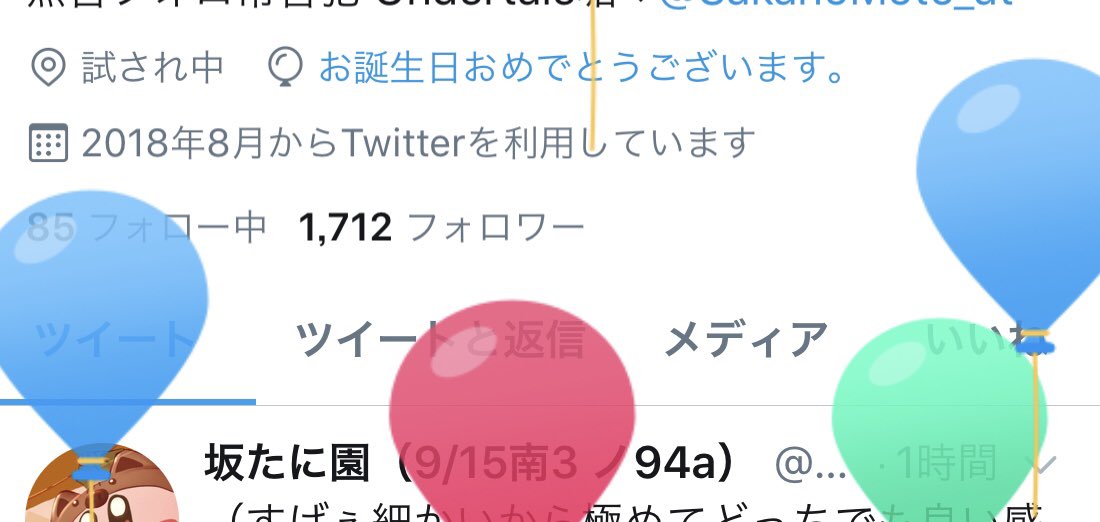 @SakanoMoto_at
試され中 お誕生日おめでとうございます。
2018年8月からTwitterを利用しています
85 フォロー中 1,712 フォロワー
ツイート ツイートと返信 メディア いいね
坂たに園（9/15南3 ノ94a） @... · 1時間
（すげぇ細かいから極めてどっちでも良い感